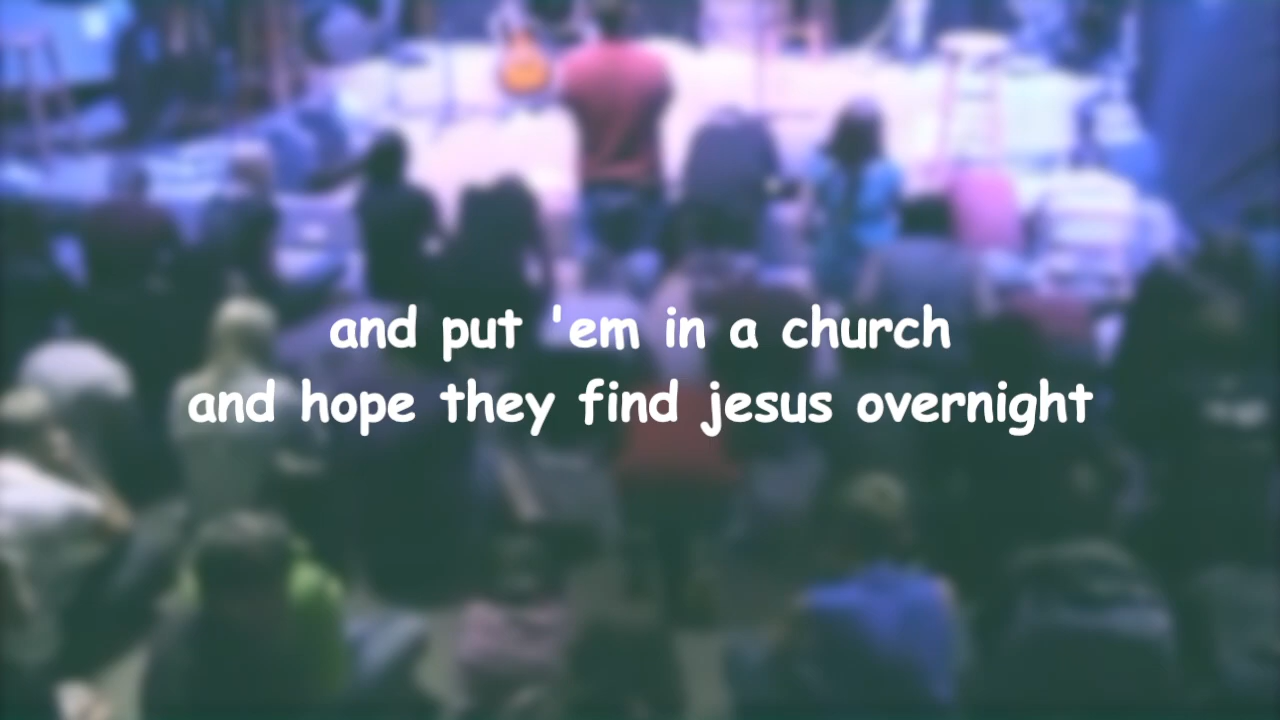 and put 'em in a church
and hope they find jesus overnight